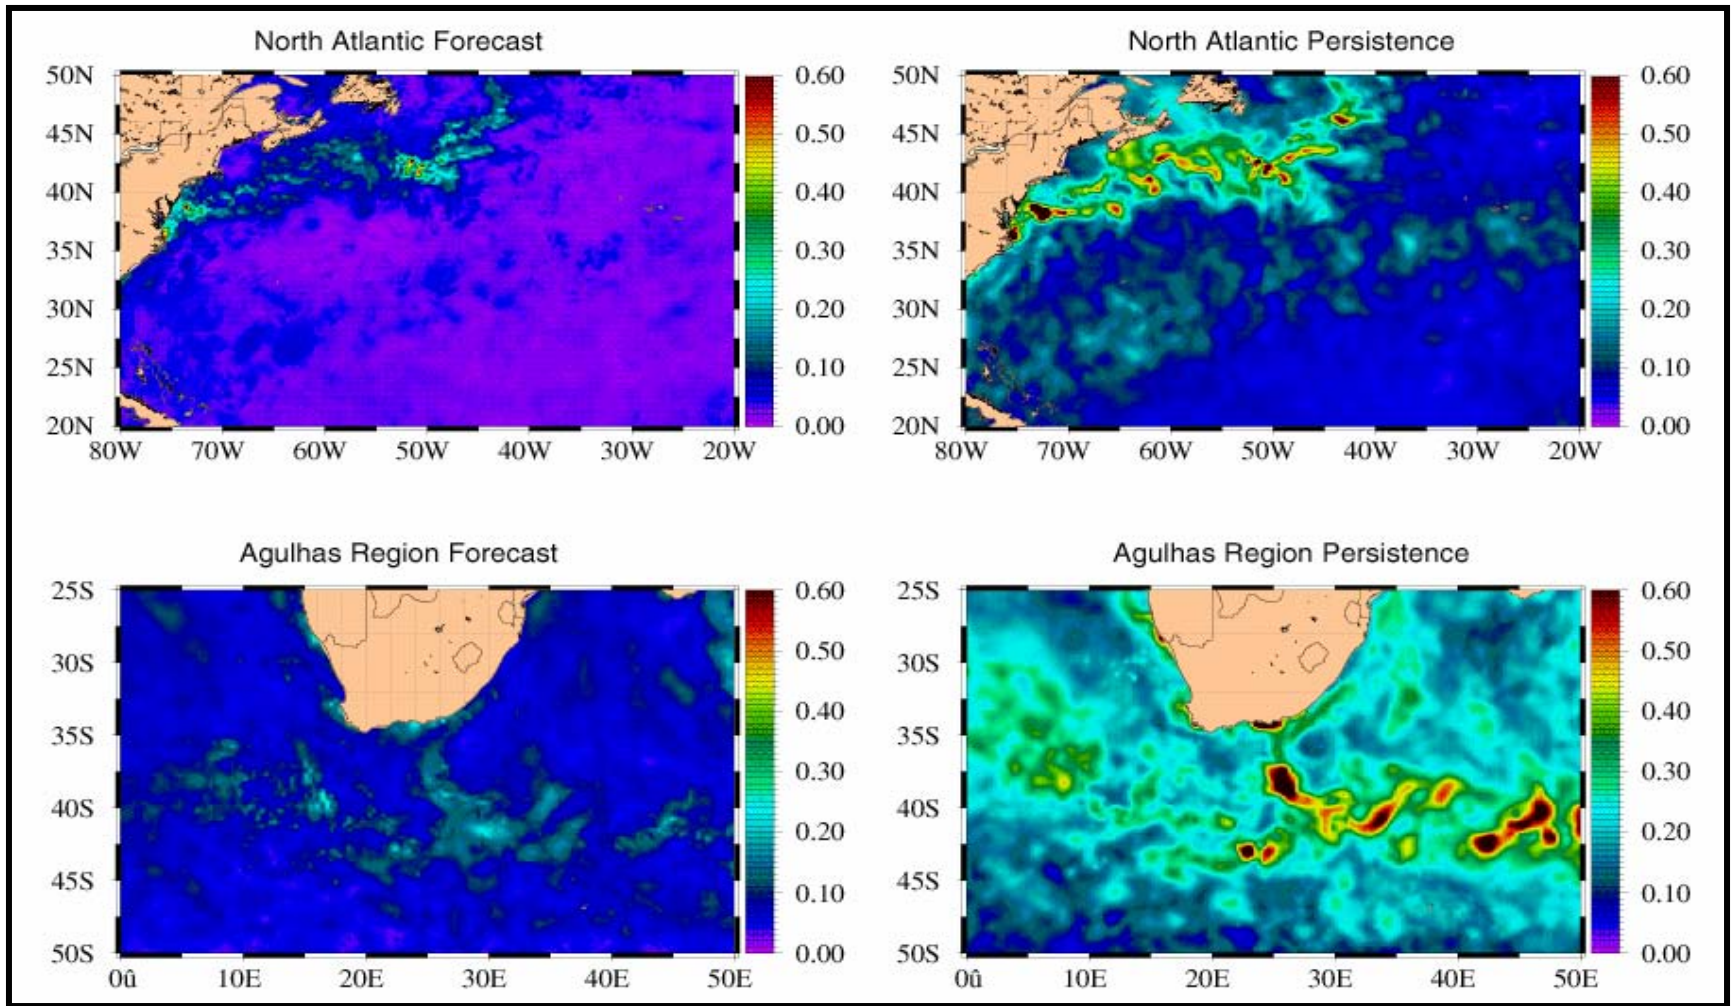 North Atlantic Forecast
North Atlantic Persistence
50N
45N
40N
35N
30N
25N
20N
80W 70W 60W 50W 40W 30W 20W
0.60
0.50
0.40
0.30
0.20
0.10
0.00
50N
45N
40N
35N
30N
25N
20N
80W 70W 60W 50W 40W 30W 20W
0.60
0.50
0.40
0.30
0.20
0.10
0.00
Agulhas Region Forecast
Agulhas Region Persistence
25S
30S
35S
40S
45S
50S
0û 10E 20E 30E 40E 50E
0.60
0.50
0.40
0.30
0.20
0.10
0.00
25S
30S
35S
40S
45S
50S
0û 10E 20E 30E 40E 50E
0.60
0.50
0.40
0.30
0.20
0.10
0.00